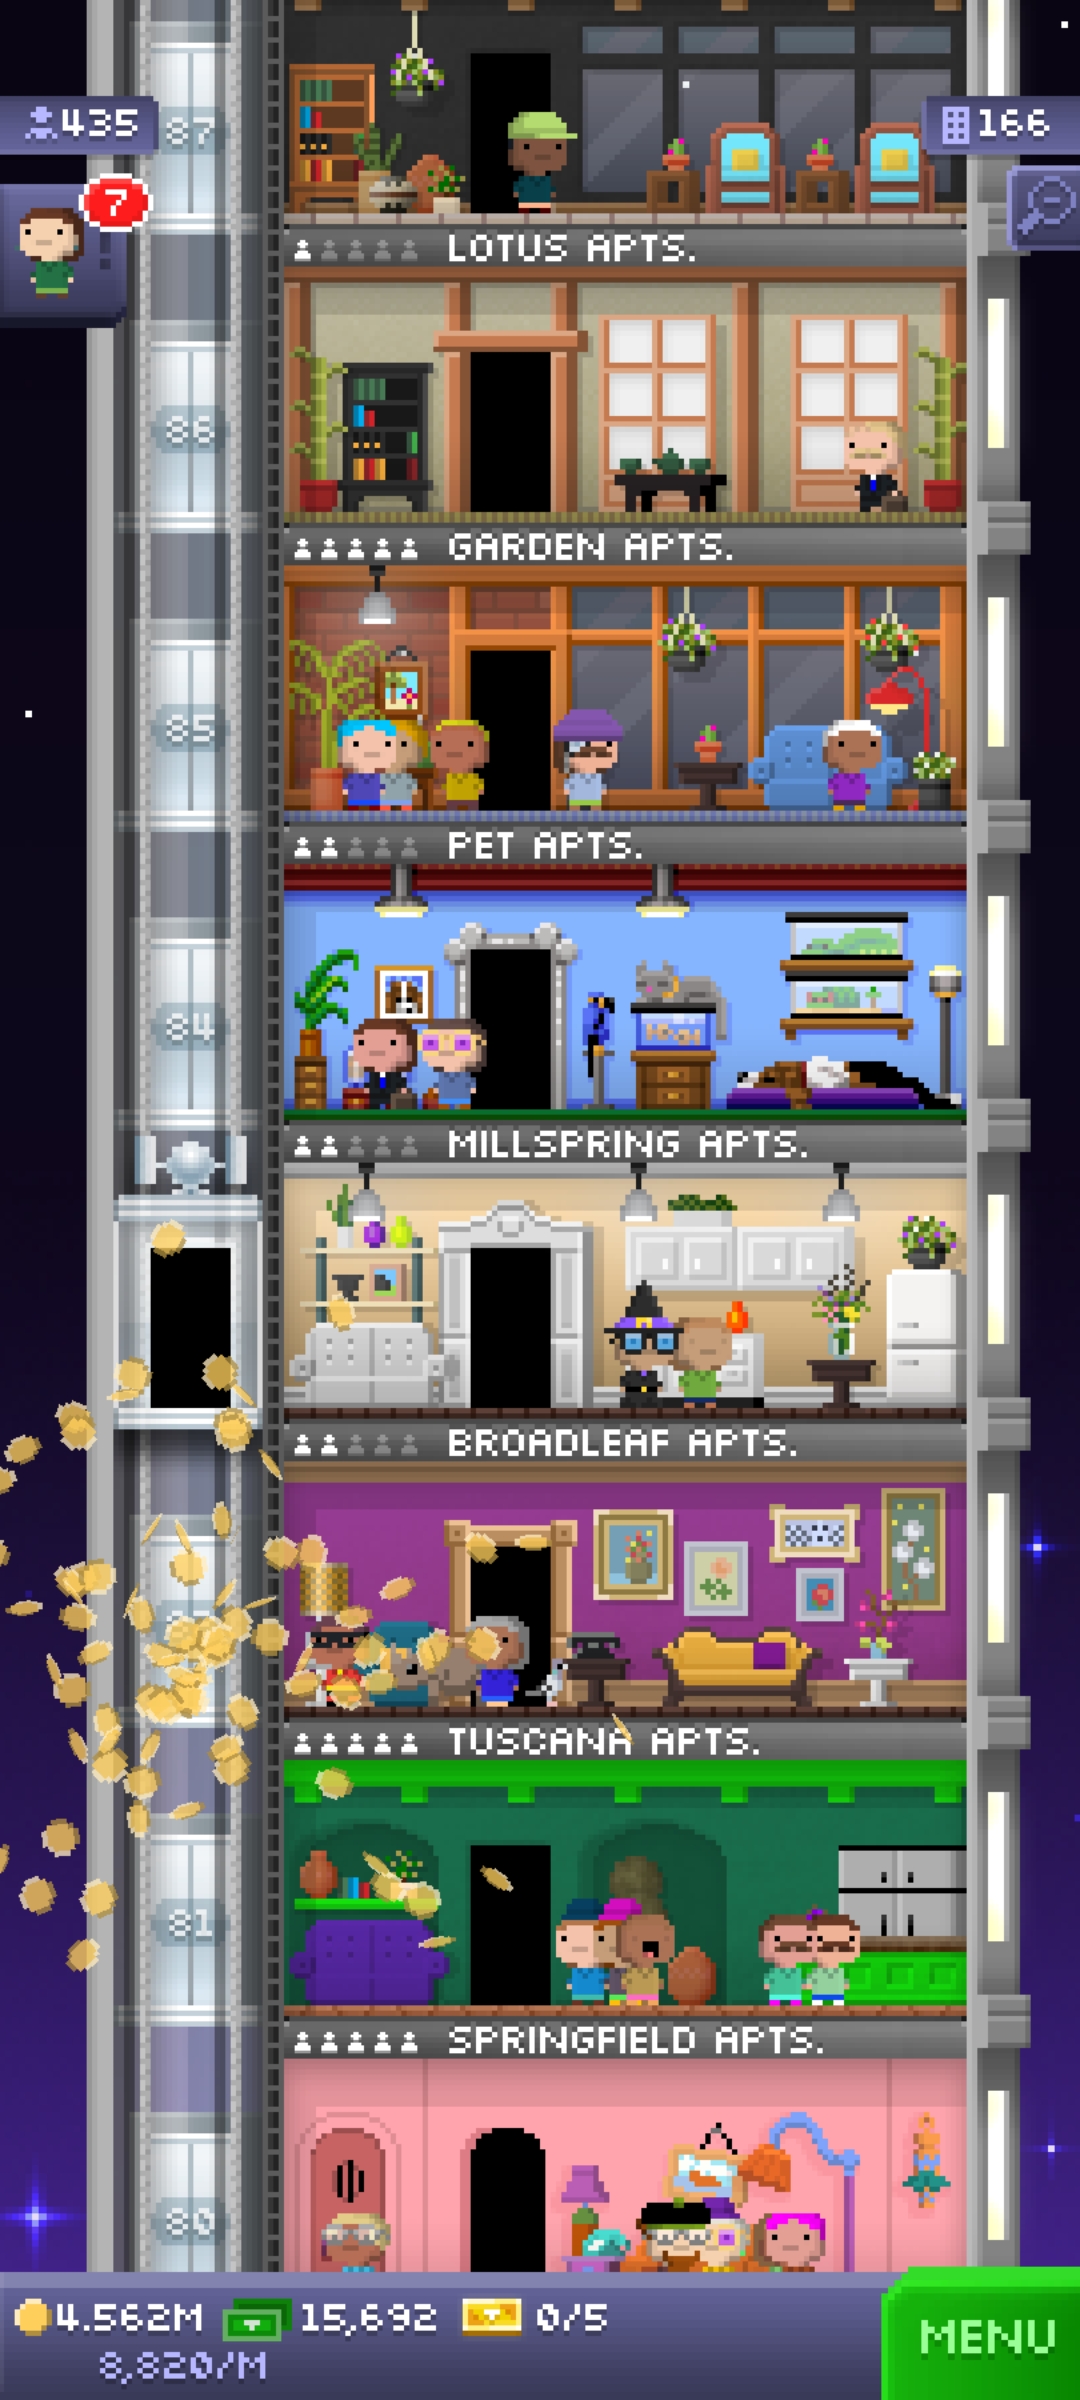 435
87
166
7
LOTUS APTS.
86
GARDEN APTS.
85
PET APTS.
84
MILLSPRING APTS.
BROADLEAF APTS.
TUSCANA APTS.
81
SPRINGFIELD APTS.
80
4.562M
15,692
0/5
MENU
8,820/M